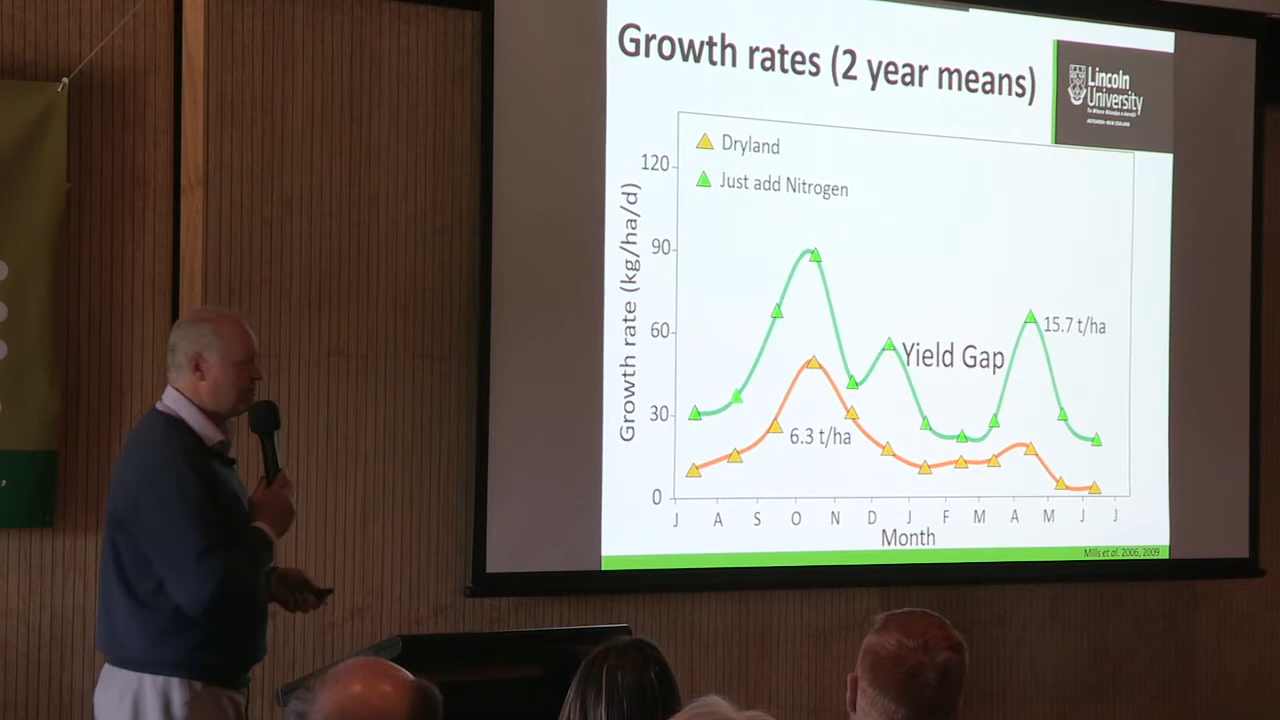 Growth rates (2 year means)
Lincoln
University
Dryland
Just add Nitrogen
Growth rate (kg/ha/d)
120
90
60
30
0
15.7 t/ha
Yield Gap
6.3 t/ha
J A S O N D J F M A M J J
Month
Mills et al. 2006, 2009